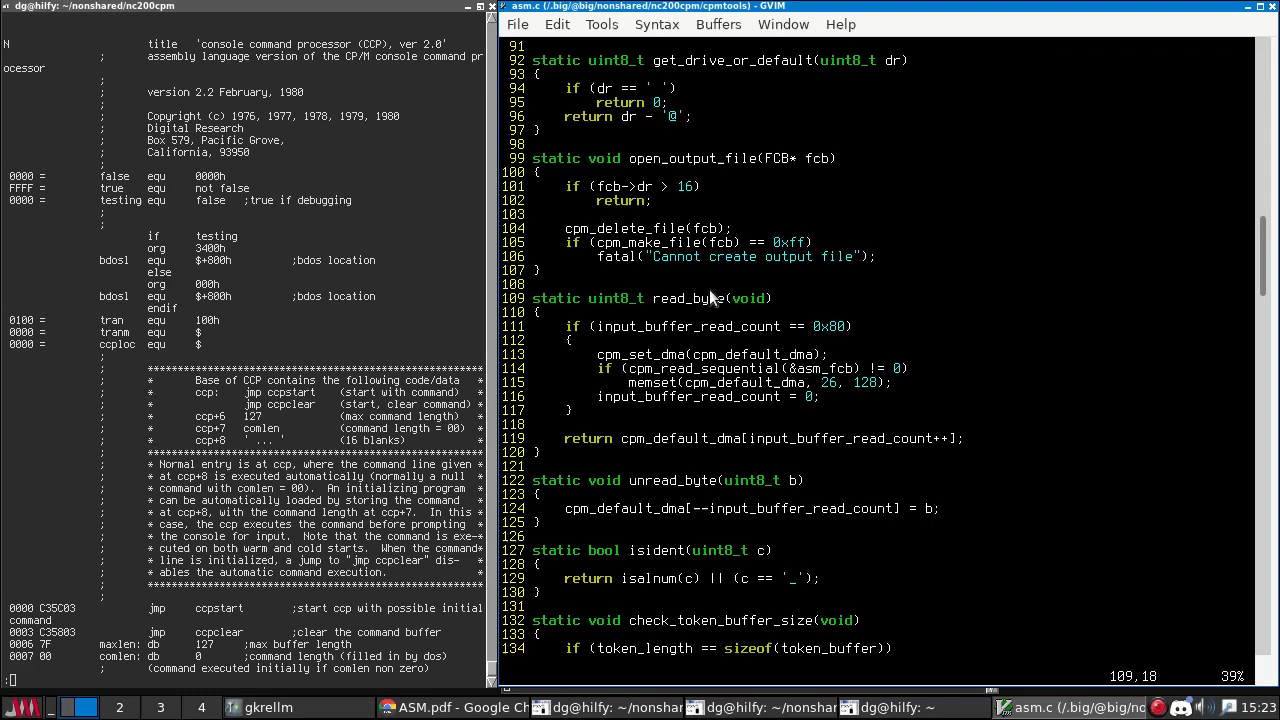 dg@hilfy: ~/nonshared/nc200cpm
N title 'console command processor (CCP), ver 2.0'
; assembly language version of the CP/M console command pr
ocessor
;
; version 2.2 February, 1980
;
; Copyright (c) 1976, 1977, 1978, 1979, 1980
; Digital Research
; Box 579, Pacific Grove,
; California, 93950
;
0000 = false equ 0000h
FFFF = true equ not false
0000 = testing equ false ;true if debugging
;
;
if testing
org 3400h
bdosl equ $+800h ;bdos location
else
org 000h
bdosl equ $+800h ;bdos location
endif
0100 = tran equ 100h
0000 = tranm equ $
0000 = ccploc equ $
;
; ********************************************************
; * Base of CCP contains the following code/data *
; * ccp: jmp ccpstart (start with command) *
; * jmp ccpclear (start, clear command) *
; * ccp+6 127 (max command length) *
; * ccp+7 comlen (command length = 00) *
; * ccp+8 ' ... ' (16 blanks) *
; ********************************************************
; * Normal entry is at ccp, where the command line given *
; * at ccp+8 is executed automatically (normally a null *
; * command with comlen = 00). An initializing program *
; * can be automatically loaded by storing the command *
; * at ccp+8, with the command length at ccp+7. In this *
; * case, the ccp executes the command before prompting *
; * the console for input. Note that the command is exe-*
; * cuted on both warm and cold starts. When the command*
; * line is initialized, a jump to "jmp ccpclear" dis- *
; * ables the automatic command execution. *
; ********************************************************
;
0000 C35C03 jmp ccpstart ;start ccp with possible initial
command
0003 C35803 jmp ccpclear ;clear the command buffer
0006 7F maxlen: db 127 ;max buffer length
0007 00 comlen: db 0 ;command length (filled in by dos)
; (command executed initially if comlen non zero)
:
asm.c (/.big/@big/nonshared/nc200cpm/cpmtools) - GVIM
File Edit Tools Syntax Buffers Window Help
91
92 static uint8_t get_drive_or_default(uint8_t dr)
93 {
94 if (dr == ' ')
95 return 0;
96 return dr - '@';
97 }
98
99 static void open_output_file(FCB* fcb)
100 {
101 if (fcb->dr > 16)
102 return;
103
104 cpm_delete_file(fcb);
105 if (cpm_make_file(fcb) == 0xff)
106 fatal("Cannot create output file");
107 }
108
109 static uint8_t read_byte(void)
110 {
111 if (input_buffer_read_count == 0x80)
112 {
113 cpm_set_dma(cpm_default_dma);
114 if (cpm_read_sequential(&asm_fcb) != 0)
115 memset(cpm_default_dma, 26, 128);
116 input_buffer_read_count = 0;
117 }
118
119 return cpm_default_dma[input_buffer_read_count++];
120 }
121
122 static void unread_byte(uint8_t b)
123 {
124 cpm_default_dma[--input_buffer_read_count] = b;
125 }
126
127 static bool isident(uint8_t c)
128 {
129 return isalnum(c) || (c == '_');
130 }
131
132 static void check_token_buffer_size(void)
133 {
134 if (token_length == sizeof(token_buffer))
109,18 39%
2 3 4 gkrellm ASM.pdf - Google Ch dg@hilfy: ~/nonshar dg@hilfy: ~/nonshar dg@hilfy: ~ asm.c (/.big/@big/no 15:23